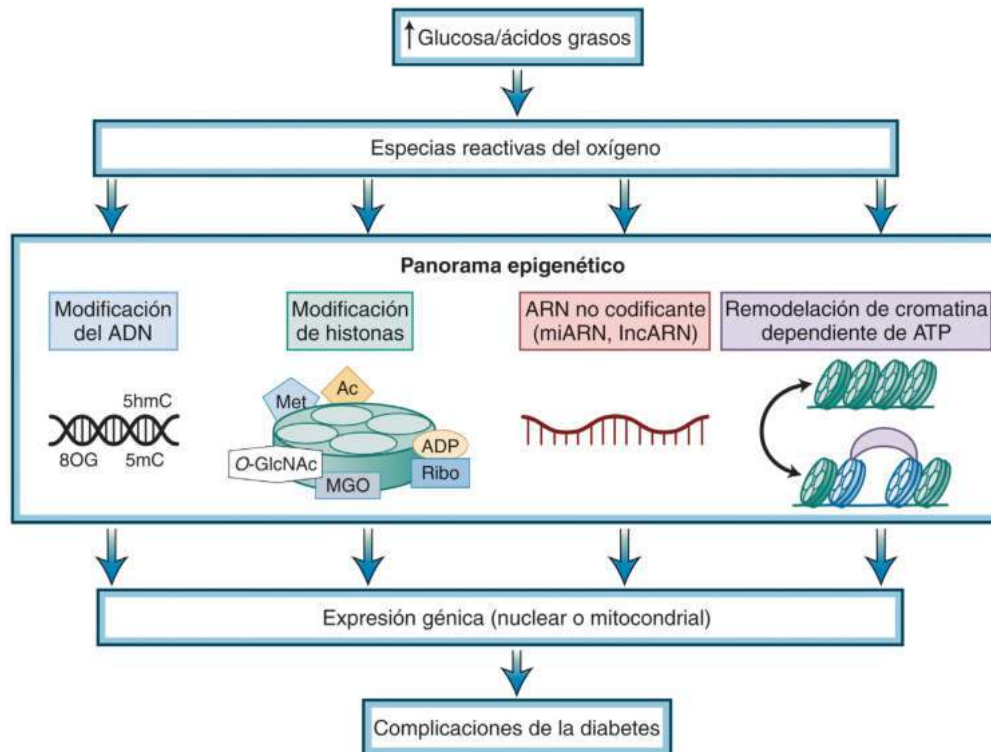 ↑ Glucosa/ácidos grasos
Especias reactivas del oxígeno
Panorama epigenético
Modificación
del ADN
Modificación
de histonas
ARN no codificante
(miARN, lncARN)
Remodelación de cromatina
dependiente de ATP
5hmC
8OG
5mC
Met
Ac
ADP
Ribo
O-GlcNAc
MGO
Expresión génica (nuclear o mitocondrial)
Complicaciones de la diabetes